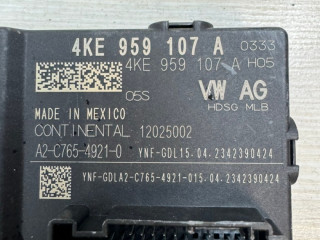 4KE 959 107 A 0333
4KE 959 107 A H05
05S VW AG
HDSG MLB
MADE IN MEXICO
CONTINENTAL 12025002
A2-C765-4921-0 YNF-GDL15.04.2342390424
YNF-GDLA2-C765-4921-015.04.2342390424